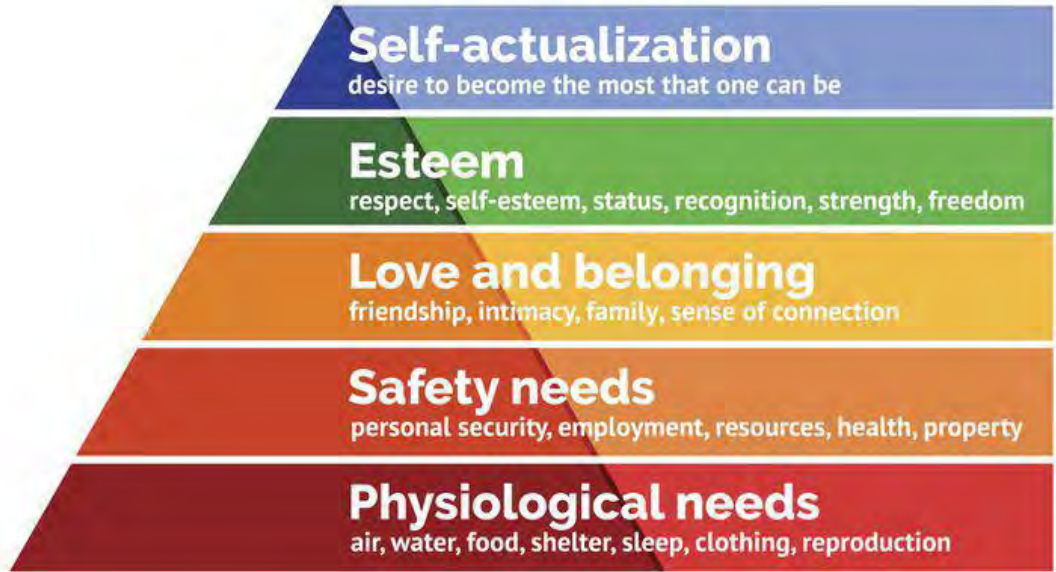 Self-actualization
desire to become the most that one can be
Esteem
respect, self-esteem, status, recognition, strength, freedom
Love and belonging
friendship, intimacy, family, sense of connection
Safety needs
personal security, employment, resources, health, property
Physiological needs
air, water, food, shelter, sleep, clothing, reproduction